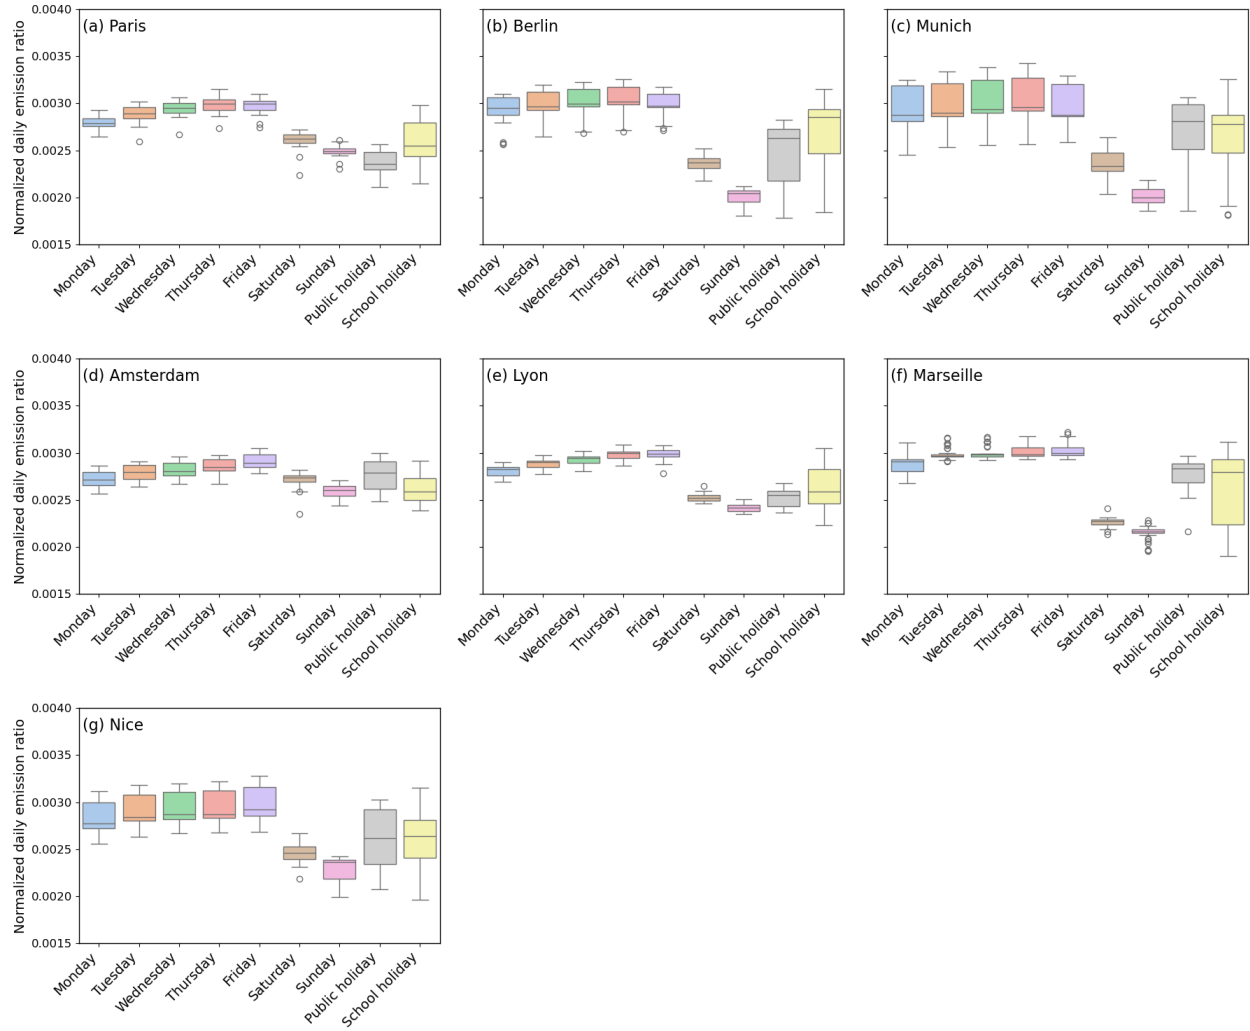 Normalized daily emission ratio
0.0040
0.0035
0.0030
0.0025
0.0020
0.0015
(a) Paris
Monday
Tuesday
Wednesday
Thursday
Friday
Saturday
Sunday
Public holiday
School holiday
(b) Berlin
Monday
Tuesday
Wednesday
Thursday
Friday
Saturday
Sunday
Public holiday
School holiday
(c) Munich
Monday
Tuesday
Wednesday
Thursday
Friday
Saturday
Sunday
Public holiday
School holiday
Normalized daily emission ratio
0.0040
0.0035
0.0030
0.0025
0.0020
0.0015
(d) Amsterdam
Monday
Tuesday
Wednesday
Thursday
Friday
Saturday
Sunday
Public holiday
School holiday
(e) Lyon
Monday
Tuesday
Wednesday
Thursday
Friday
Saturday
Sunday
Public holiday
School holiday
(f) Marseille
Monday
Tuesday
Wednesday
Thursday
Friday
Saturday
Sunday
Public holiday
School holiday
Normalized daily emission ratio
0.0040
0.0035
0.0030
0.0025
0.0020
0.0015
(g) Nice
Monday
Tuesday
Wednesday
Thursday
Friday
Saturday
Sunday
Public holiday
School holiday